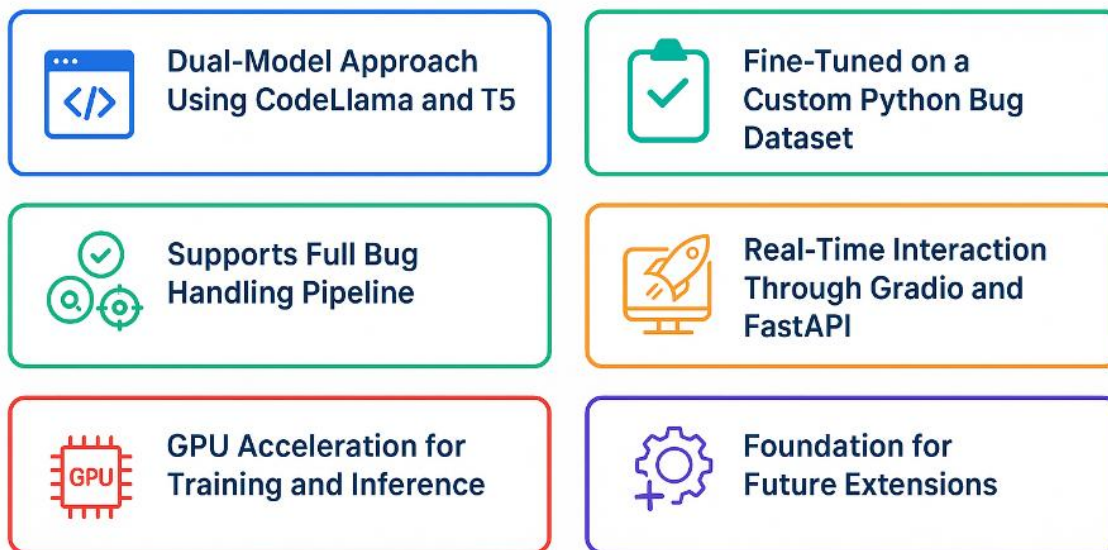 Dual-Model Approach
Using CodeLlama and T5
Fine-Tuned on a
Custom Python Bug
Dataset
Supports Full Bug
Handling Pipeline
Real-Time Interaction
Through Gradio and
FastAPI
GPU
GPU Acceleration for
Training and Inference
Foundation for
Future Extensions